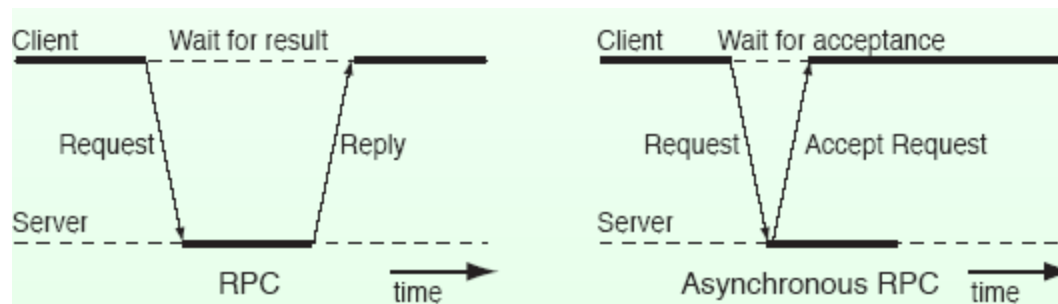 Client Wait for result
Request Reply
Server
RPC time
Client Wait for acceptance
Request Accept Request
Server
Asynchronous RPC time